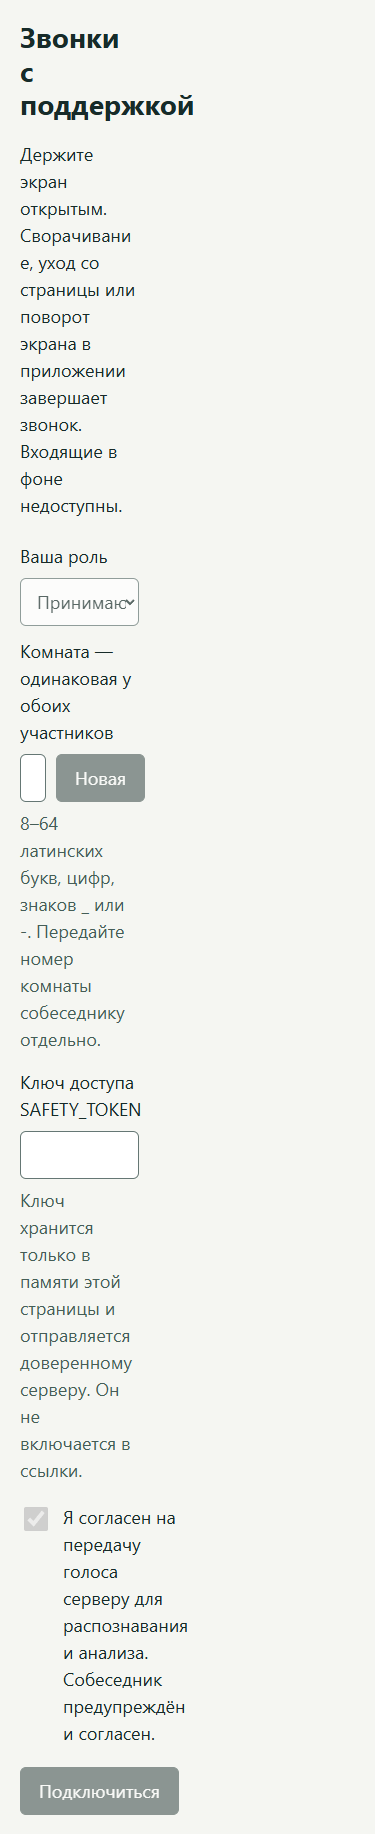 Звонки
с
поддержкой
Держите
экран
открытым.
Сворачивани
е, уход со
страницы или
поворот
экрана в
приложении
завершает
звонок.
Входящие в
фоне
недоступны.
Ваша роль
Принимаю
Комната —
одинаковая у
обоих
участников
Новая
8–64
латинских
букв, цифр,
знаков _ или
-. Передайте
номер
комнаты
собеседнику
отдельно.
Ключ доступа
SAFETY_TOKEN
Ключ
хранится
только в
памяти этой
страницы и
отправляется
доверенному
серверу. Он
не
включается в
ссылки.
Я согласен на
передачу
голоса
серверу для
распознавания
и анализа.
Собеседник
предупреждён
и согласен.
Подключиться